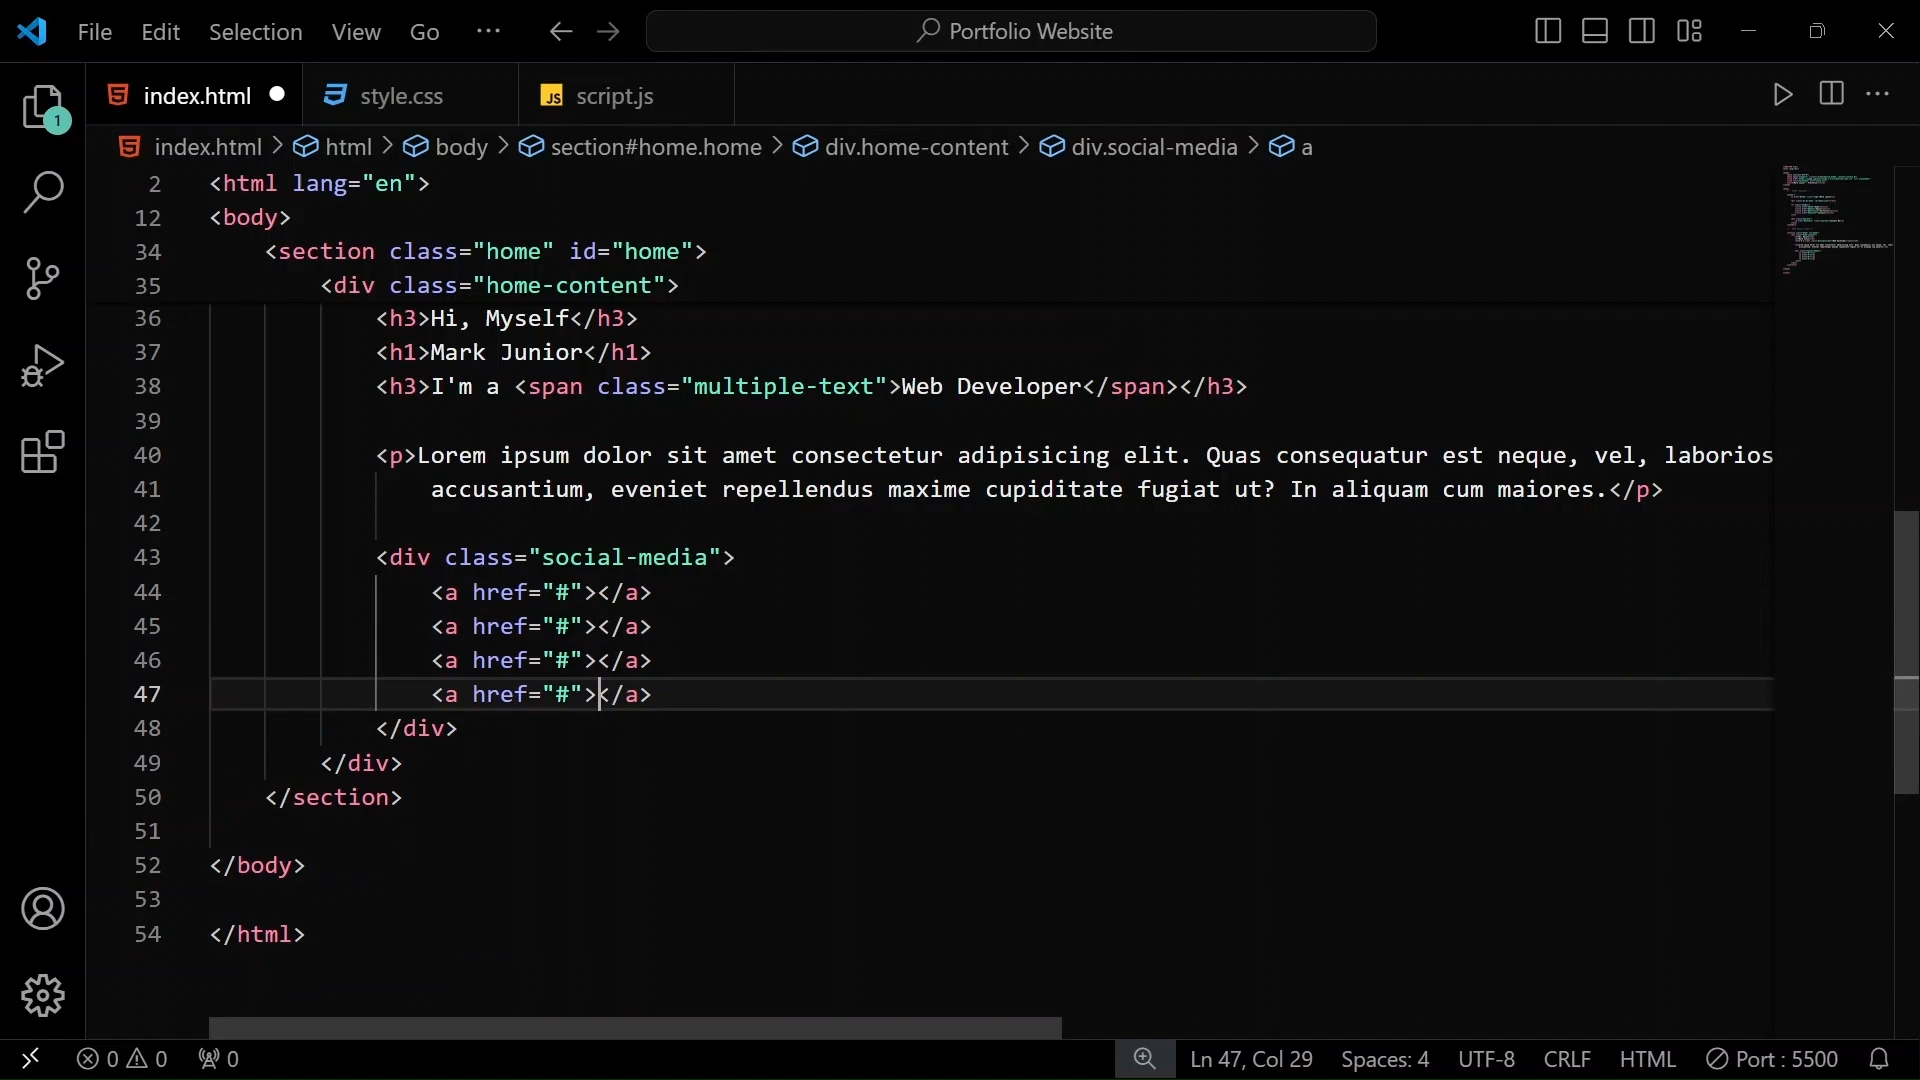 File Edit Selection View Go ··· Portfolio Website
index.html style.css JS script.js
1
index.html > html > body > section#home.home > div.home-content > div.social-media > a
2 <html lang="en">
12 <body>
34 <section class="home" id="home">
35 <div class="home-content">
36 <h3>Hi, Myself</h3>
37 <h1>Mark Junior</h1>
38 <h3>I'm a <span class="multiple-text">Web Developer</span></h3>
39
40 <p>Lorem ipsum dolor sit amet consectetur adipisicing elit. Quas consequatur est neque, vel, laborios
41 accusantium, eveniet repellendus maxime cupiditate fugiat ut? In aliquam cum maiores.</p>
42
43 <div class="social-media">
44 <a href="#"></a>
45 <a href="#"></a>
46 <a href="#"></a>
47 <a href="#"></a>
48 </div>
49 </div>
50 </section>
51
52 </body>
53
54 </html>
0 0 0 Ln 47, Col 29 Spaces: 4 UTF-8 CRLF HTML Port : 5500